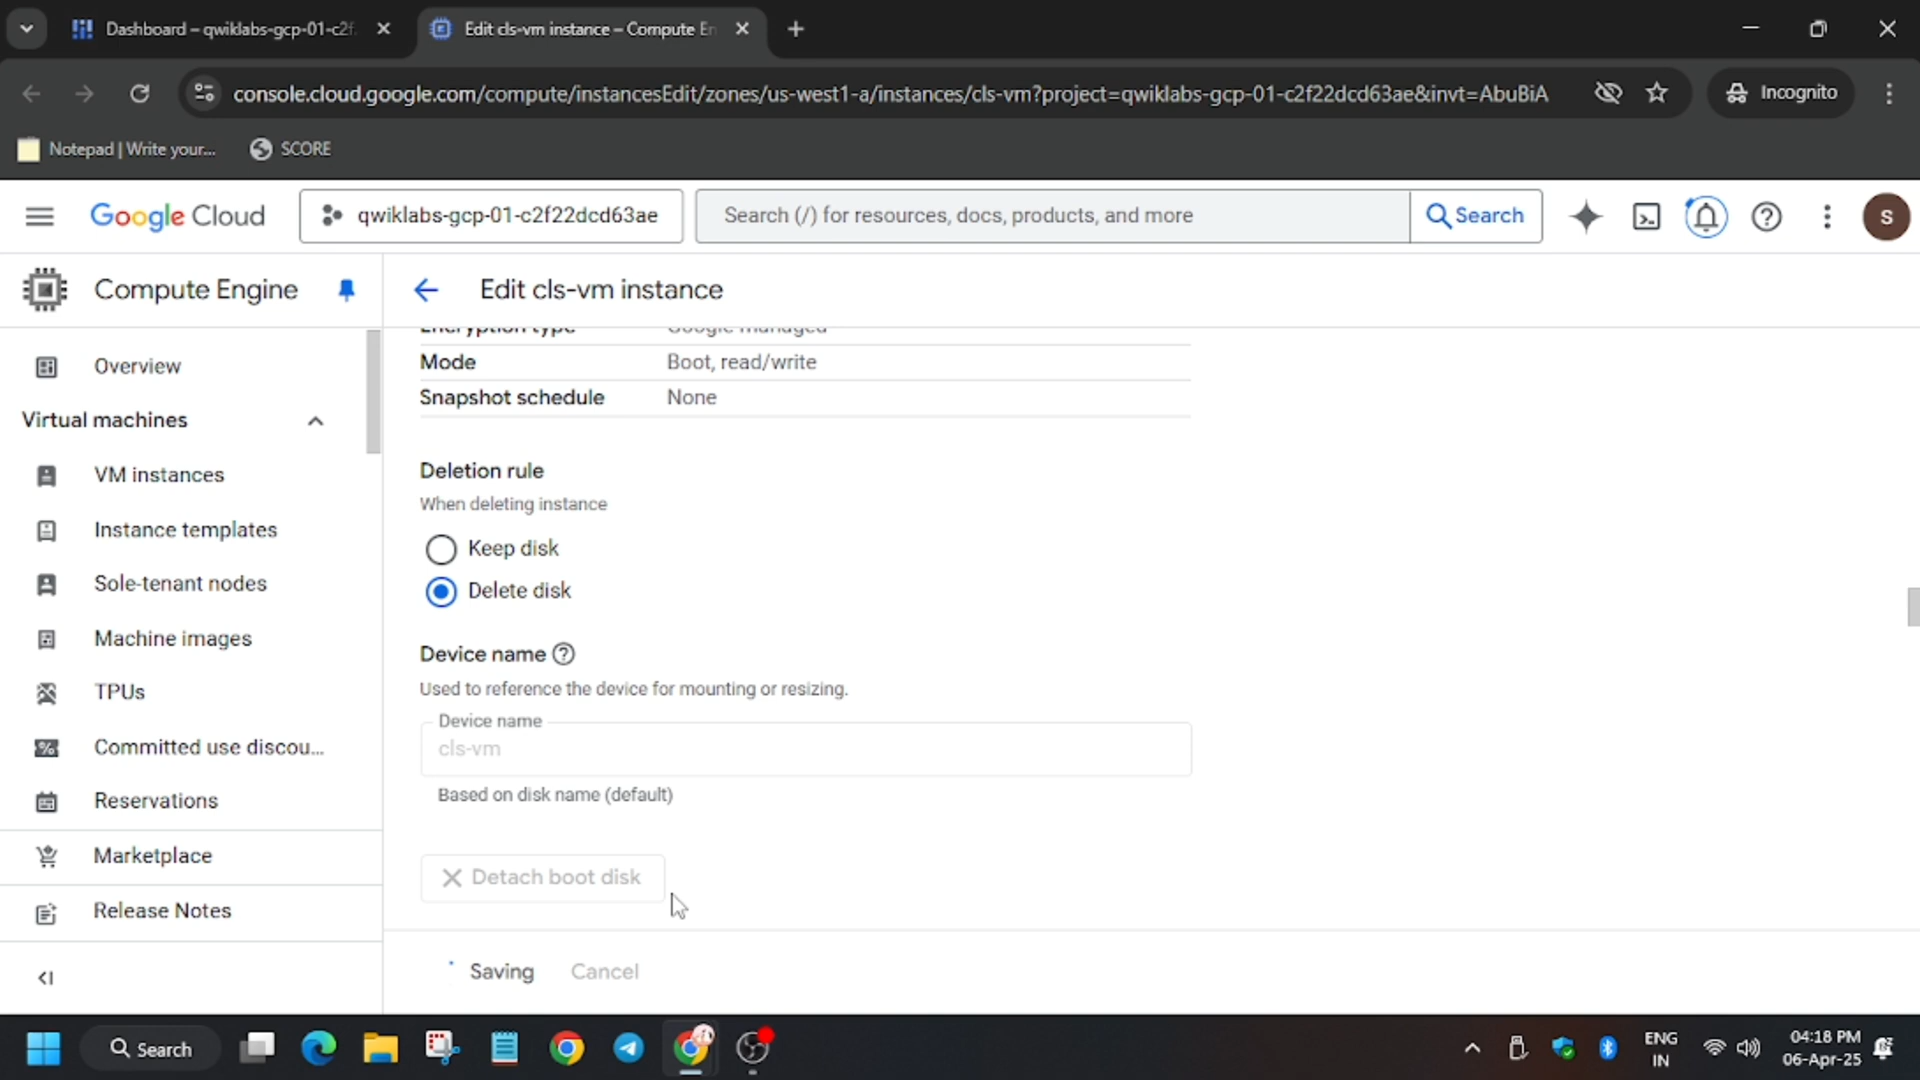 Dashboard – qwiklabs-gcp-01-c2f
Edit cls-vm instance – Compute En
console.cloud.google.com/compute/instancesEdit/zones/us-west1-a/instances/cls-vm?project=qwiklabs-gcp-01-c2f22dcd63ae&invt=AbuBiA
Incognito
Notepad | Write your...
SCORE
Google Cloud
qwiklabs-gcp-01-c2f22dcd63ae
Search (/) for resources, docs, products, and more
Search
S
Compute Engine
Edit cls-vm instance
Encryption type Google managed
Overview
Mode Boot, read/write
Snapshot schedule None
Virtual machines
VM instances
Instance templates
Sole-tenant nodes
Machine images
TPUs
Committed use discou...
Reservations
Marketplace
Release Notes
Deletion rule
When deleting instance
Keep disk
Delete disk
Device name
Used to reference the device for mounting or resizing.
Device name
cls-vm
Based on disk name (default)
Detach boot disk
Saving Cancel
Search
ENG
IN
04:18 PM
06-Apr-25